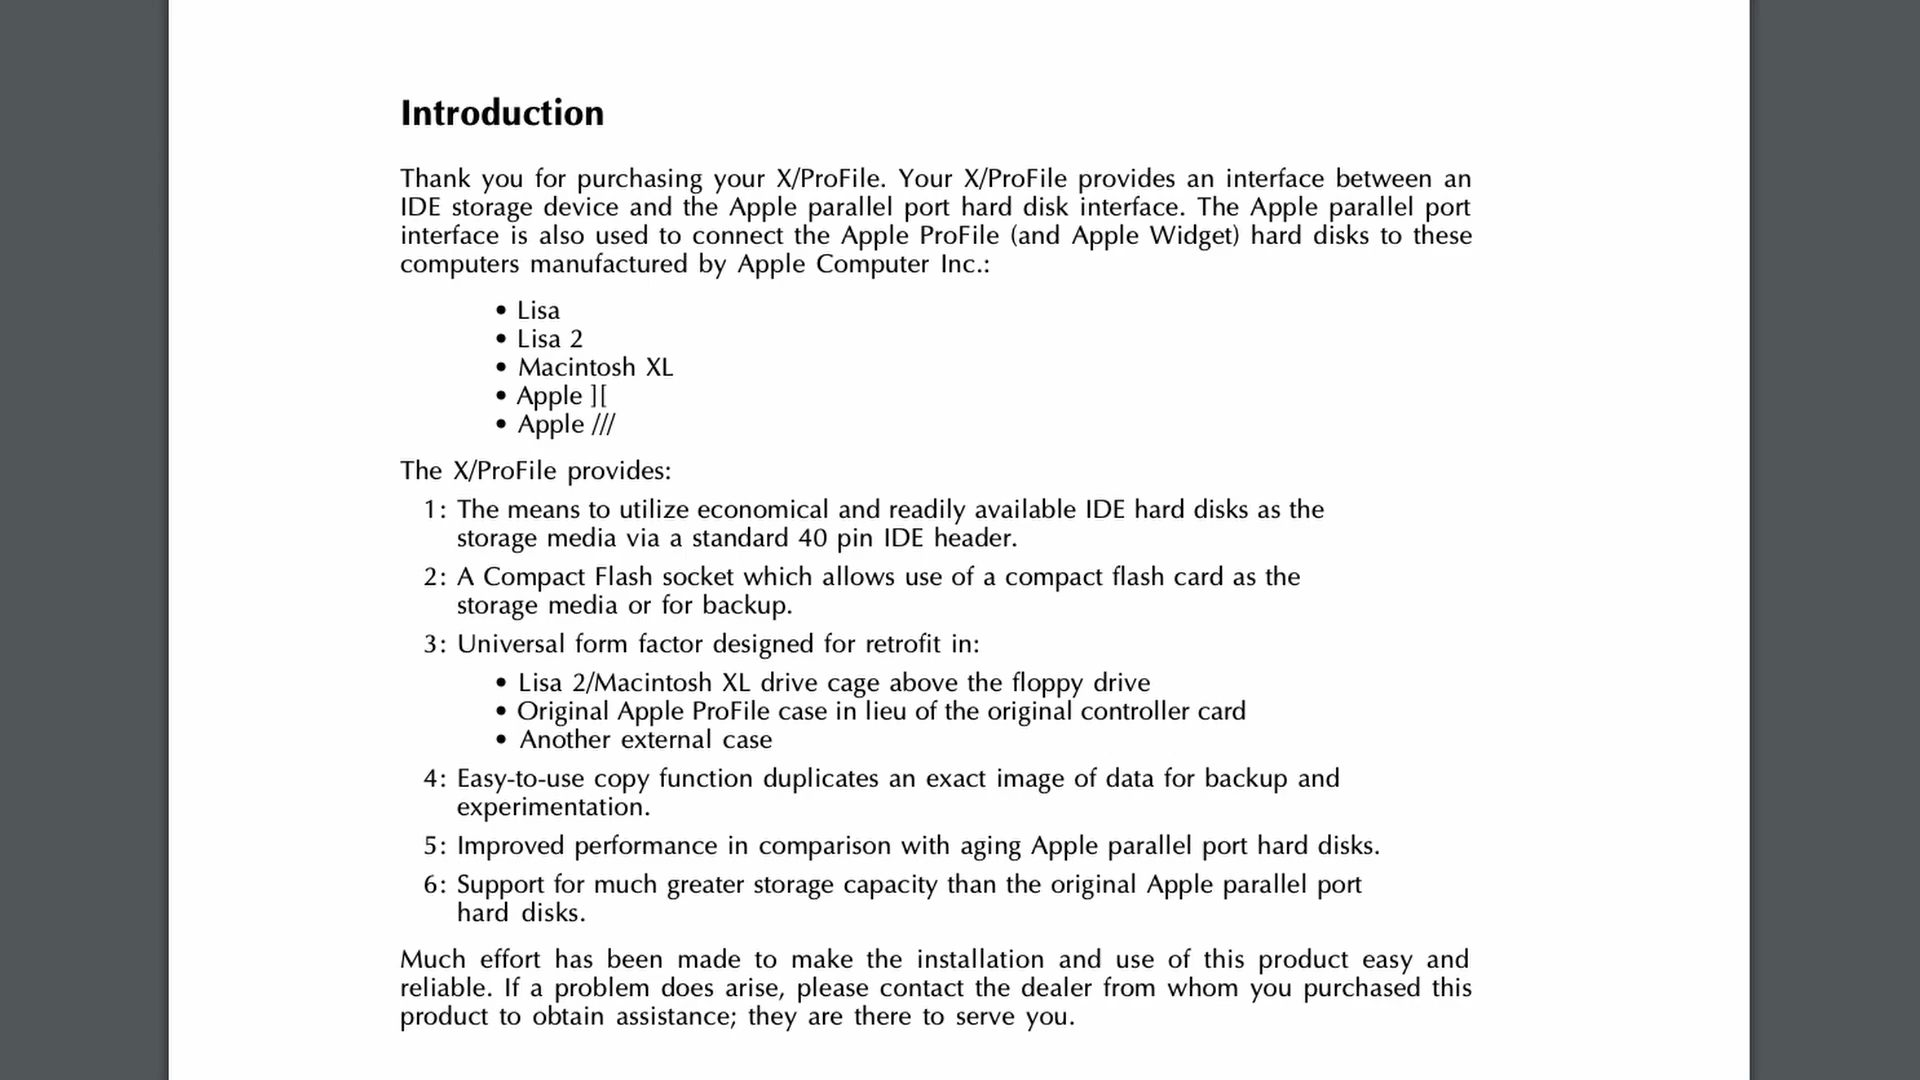 Introduction
Thank you for purchasing your X/ProFile. Your X/ProFile provides an interface between an
IDE storage device and the Apple parallel port hard disk interface. The Apple parallel port
interface is also used to connect the Apple ProFile (and Apple Widget) hard disks to these
computers manufactured by Apple Computer Inc.:
• Lisa
• Lisa 2
• Macintosh XL
• Apple ][
• Apple ///
The X/ProFile provides:
1: The means to utilize economical and readily available IDE hard disks as the
storage media via a standard 40 pin IDE header.
2: A Compact Flash socket which allows use of a compact flash card as the
storage media or for backup.
3: Universal form factor designed for retrofit in:
• Lisa 2/Macintosh XL drive cage above the floppy drive
• Original Apple ProFile case in lieu of the original controller card
• Another external case
4: Easy-to-use copy function duplicates an exact image of data for backup and
experimentation.
5: Improved performance in comparison with aging Apple parallel port hard disks.
6: Support for much greater storage capacity than the original Apple parallel port
hard disks.
Much effort has been made to make the installation and use of this product easy and
reliable. If a problem does arise, please contact the dealer from whom you purchased this
product to obtain assistance; they are there to serve you.